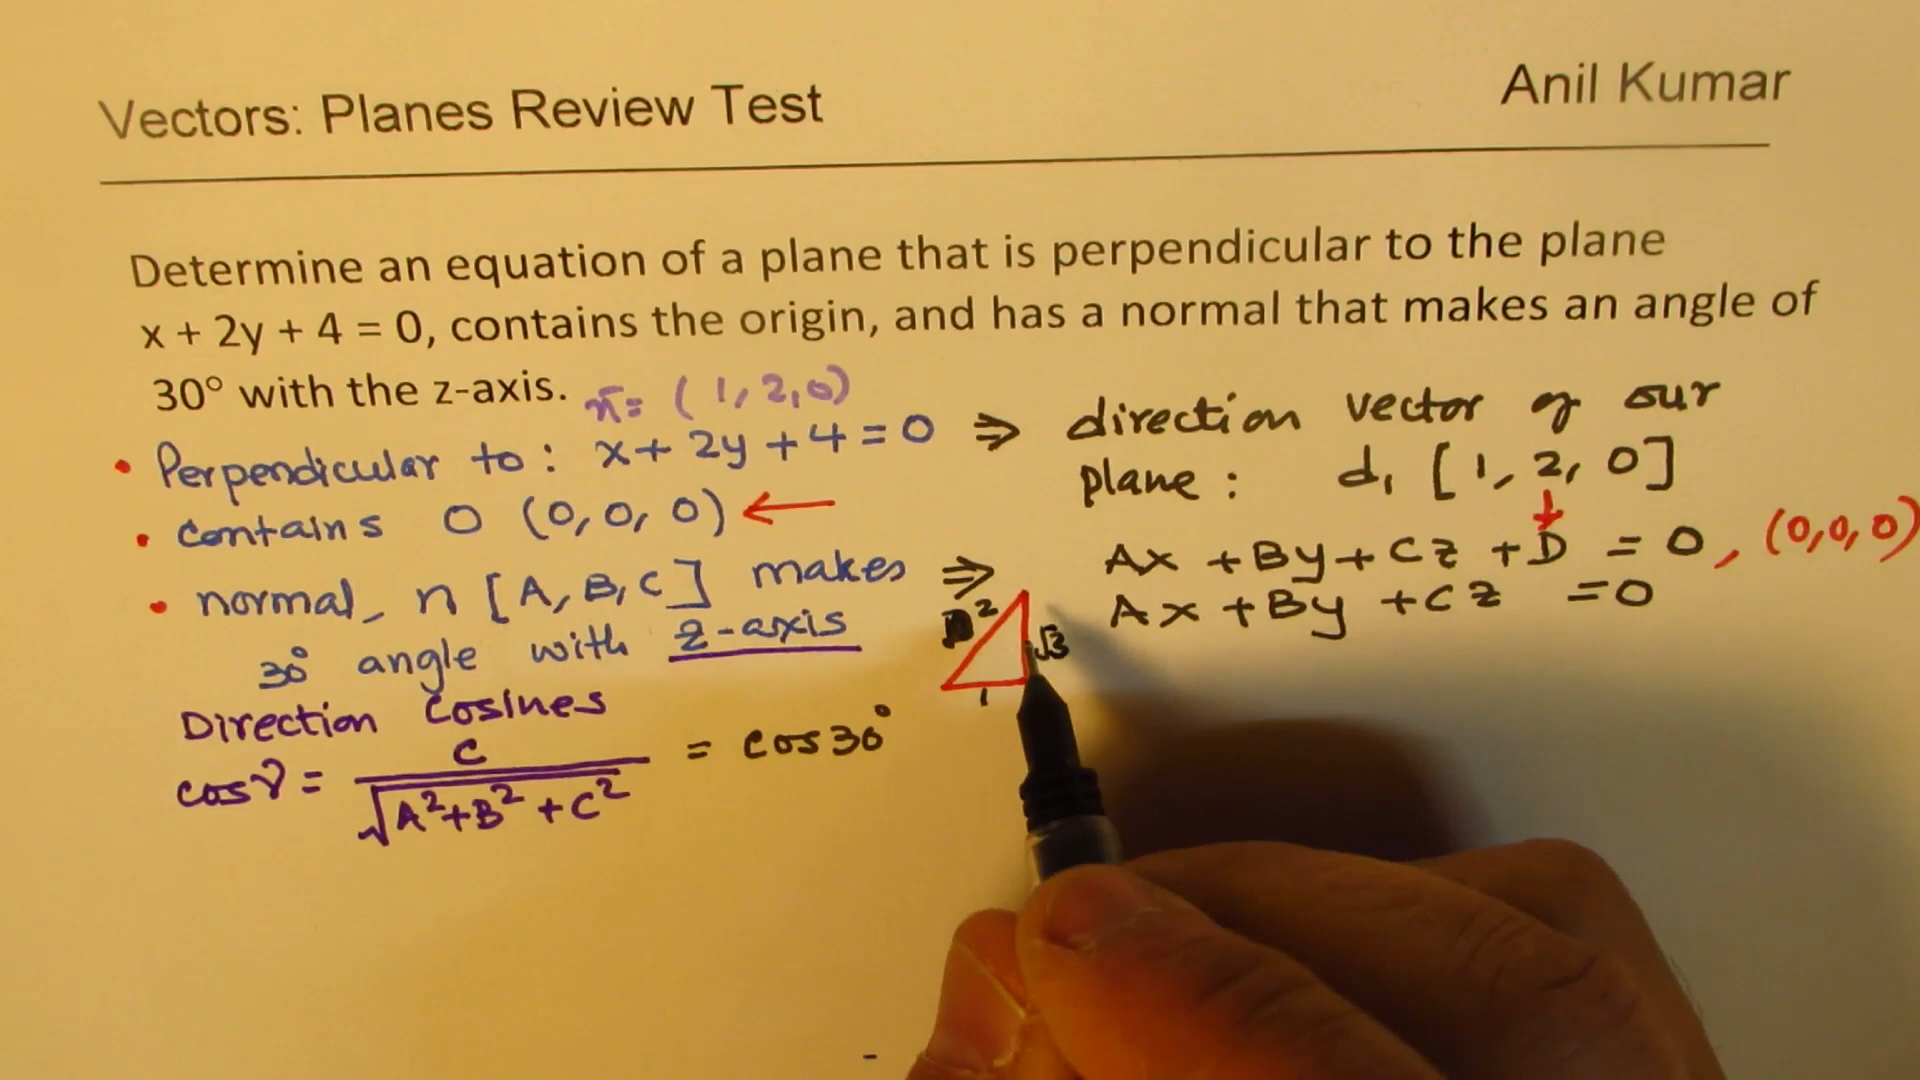 Vectors: Planes Review Test
Anil Kumar
Determine an equation of a plane that is perpendicular to the plane
x + 2y + 4 = 0, contains the origin, and has a normal that makes an angle of
30° with the z-axis.
n̄ = (1, 2, 0)
• Perpendicular to: x + 2y + 4 = 0 ⇒ direction vector of our
plane: d₁ [1, 2, 0]
• contains O (0, 0, 0) ←
Ax + By + Cz + D = 0, (0, 0, 0)
• normal, n [A, B, C] makes ⇒ Ax + By + Cz = 0
30° angle with z-axis
2
√3
1
Direction Cosines
cosγ = C / √A² + B² + C² = cos 30°